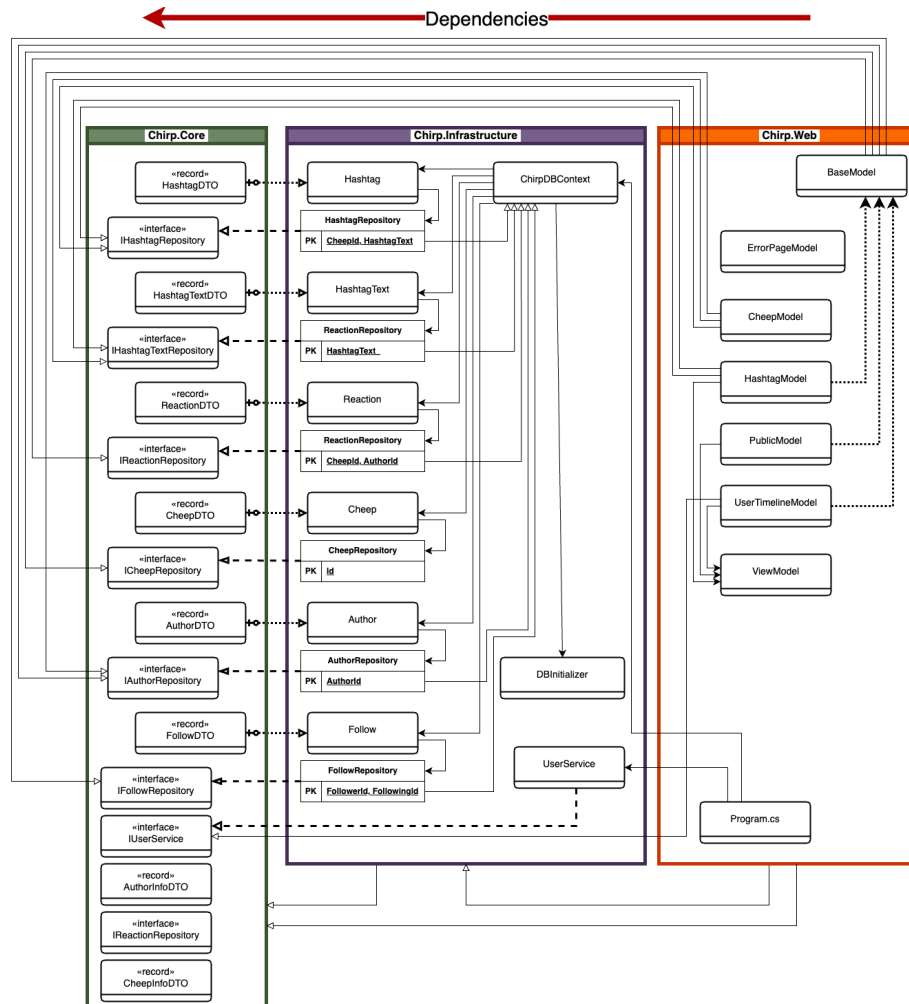 Dependencies
Chirp.Core
«record»
HashtagDTO
«interface»
IHashtagRepository
«record»
HashtagTextDTO
«interface»
IHashtagTextRepository
«record»
ReactionDTO
«interface»
IReactionRepository
«record»
CheepDTO
«interface»
ICheepRepository
«record»
AuthorDTO
«interface»
IAuthorRepository
«record»
FollowDTO
«interface»
IFollowRepository
«interface»
IUserService
«record»
AuthorInfoDTO
«interface»
IReactionRepository
«record»
CheepInfoDTO
Chirp.Infrastructure
Hashtag
HashtagRepository
PK CheepId, HashtagText
HashtagText
ReactionRepository
PK HashtagText_
Reaction
ReactionRepository
PK CheepId, AuthorId
Cheep
CheepRepository
PK Id
Author
AuthorRepository
PK AuthorId
Follow
FollowRepository
PK FollowerId, FollowingId
ChirpDBContext
DBInitializer
UserService
Chirp.Web
BaseModel
ErrorPageModel
CheepModel
HashtagModel
PublicModel
UserTimelineModel
ViewModel
Program.cs